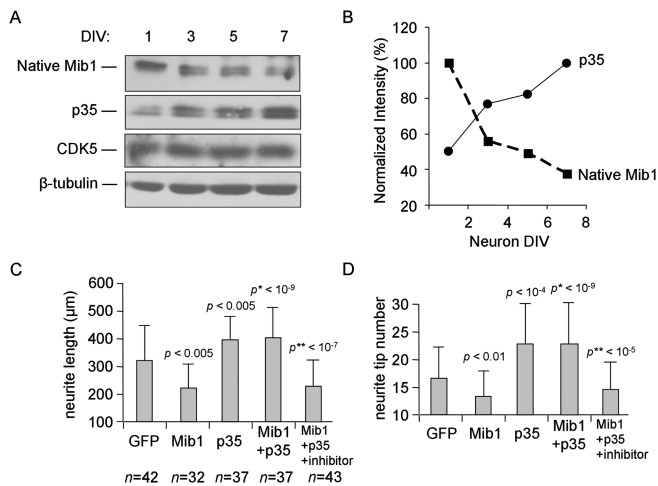 A
DIV: 1 3 5 7
Native Mib1
p35
CDK5
β-tubulin
B
Normalized Intensity (%)
120
100
80
60
40
20
2 4 6 8
Neuron DIV
p35
Native Mib1
C
neurite length (µm)
600
500
400
300
200
100
p < 0.005
p < 0.005
p* < 10-9
p** < 10-7
GFP
Mib1
p35
Mib1
+p35
Mib1
+p35
+inhibitor
n=42 n=32 n=37 n=37 n=43
D
neurite tip number
30
25
20
15
10
p < 0.01
p < 10-4
p* < 10-9
p** < 10-5
GFP
Mib1
p35
Mib1
+p35
Mib1
+p35
+inhibitor